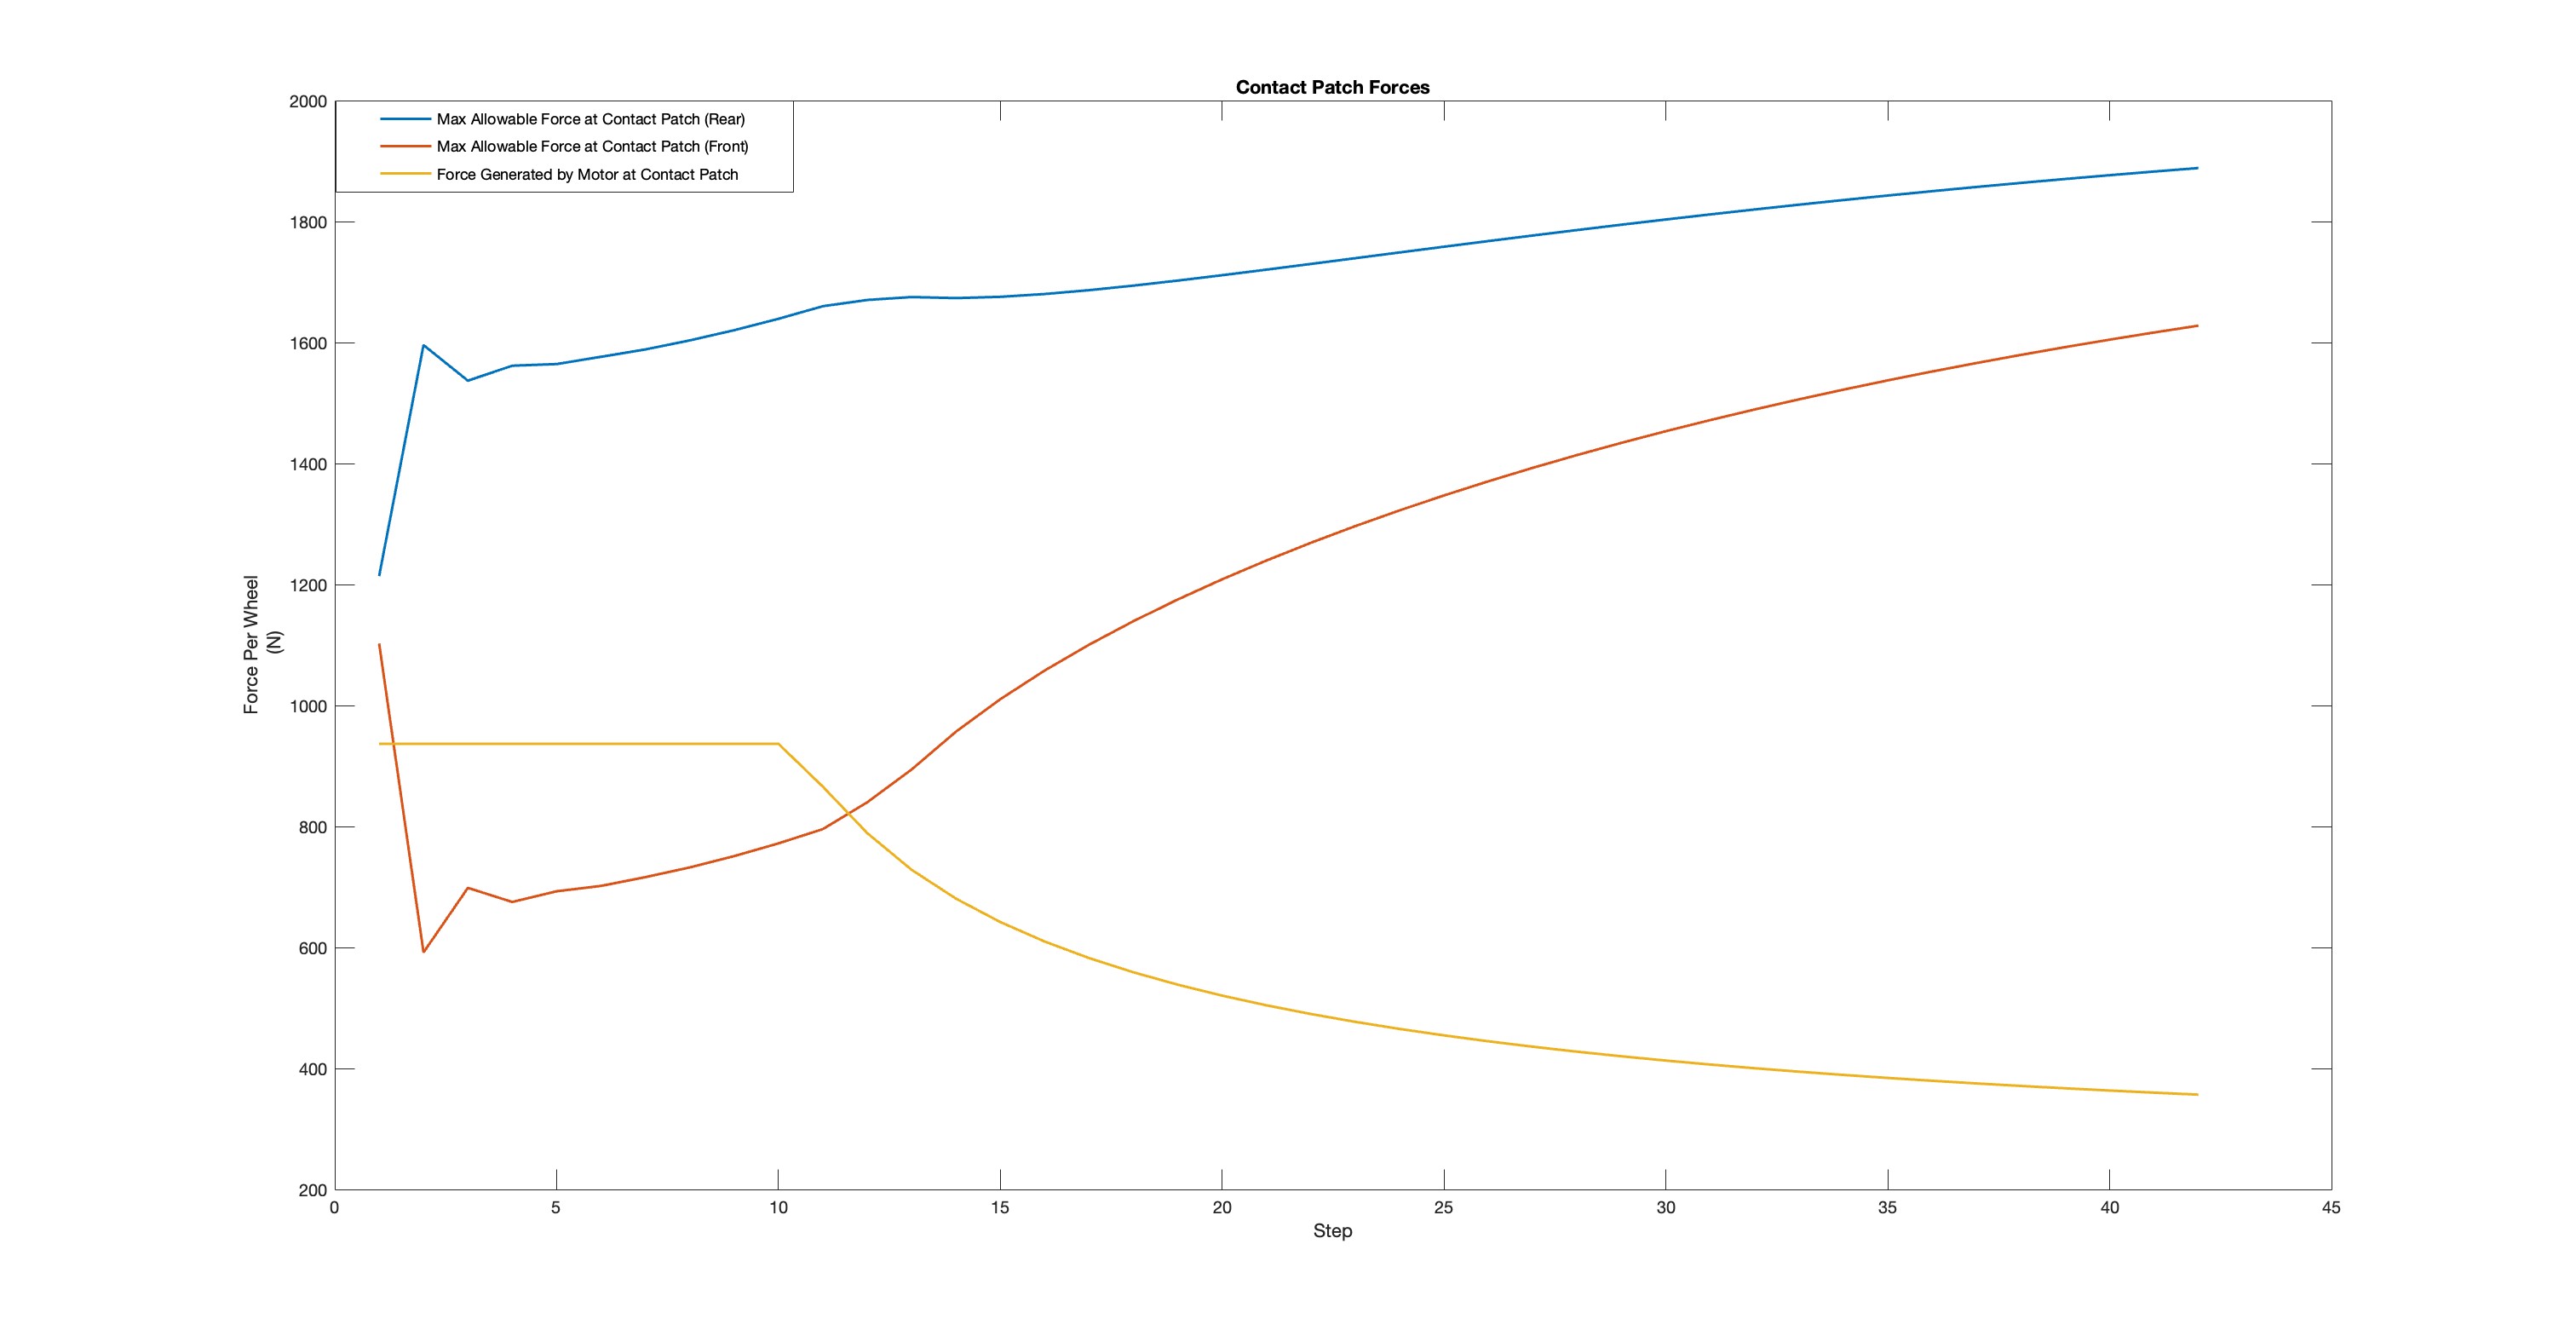 Contact Patch Forces
2000
Max Allowable Force at Contact Patch (Rear)
Max Allowable Force at Contact Patch (Front)
Force Generated by Motor at Contact Patch
1800
1600
1400
1200
1000
800
600
400
200
Force Per Wheel
(N)
0 5 10 15 20 25 30 35 40 45
Step